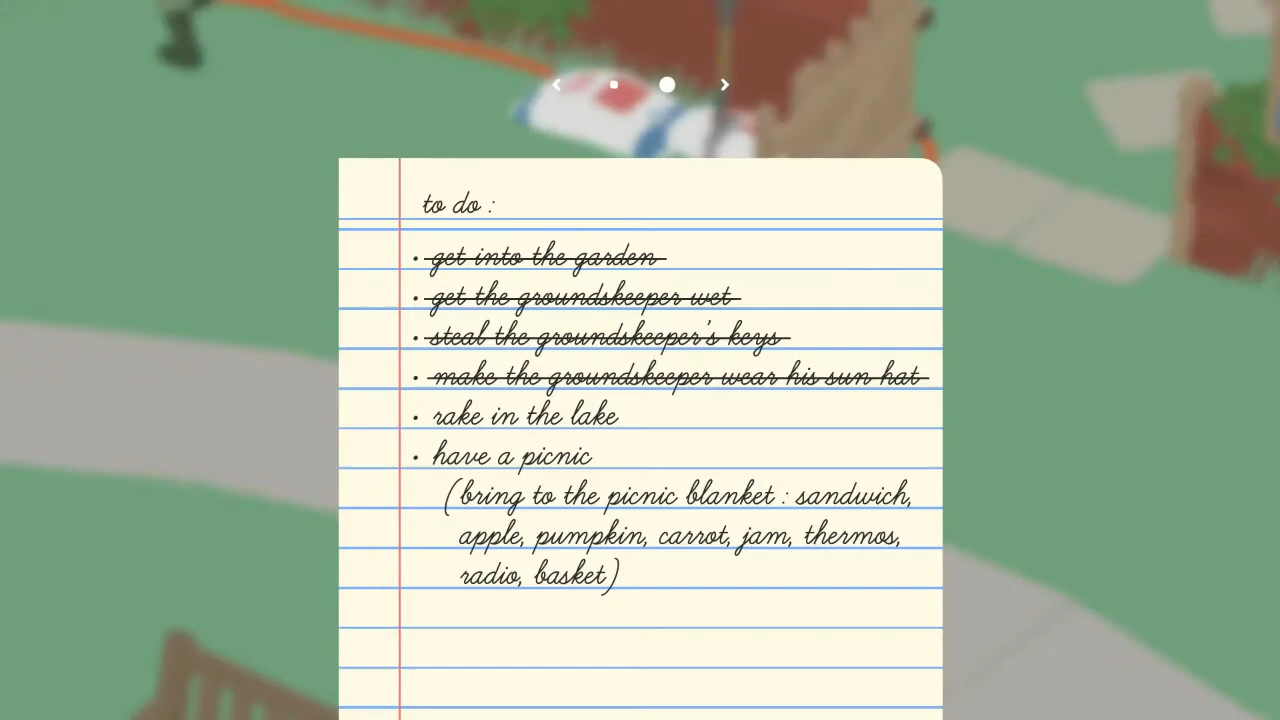 to do :
• get into the garden
• get the groundskeeper wet
• steal the groundskeeper's keys
• make the groundskeeper wear his sun hat
• rake in the lake
• have a picnic
(bring to the picnic blanket : sandwich,
apple, pumpkin, carrot, jam, thermos,
radio, basket)